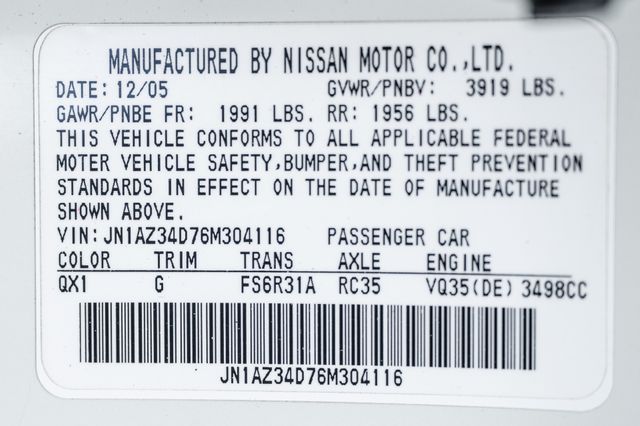 MANUFACTURED BY NISSAN MOTOR CO.,LTD.
DATE: 12/05 GVWR/PNBV: 3919 LBS.
GAWR/PNBE FR: 1991 LBS. RR: 1956 LBS.
THIS VEHICLE CONFORMS TO ALL APPLICABLE FEDERAL
MOTER VEHICLE SAFETY,BUMPER,AND THEFT PREVENTION
STANDARDS IN EFFECT ON THE DATE OF MANUFACTURE
SHOWN ABOVE.
VIN: JN1AZ34D76M304116 PASSENGER CAR
COLOR TRIM TRANS AXLE ENGINE
QX1 G FS6R31A RC35 VQ35(DE) 3498CC
JN1AZ34D76M304116